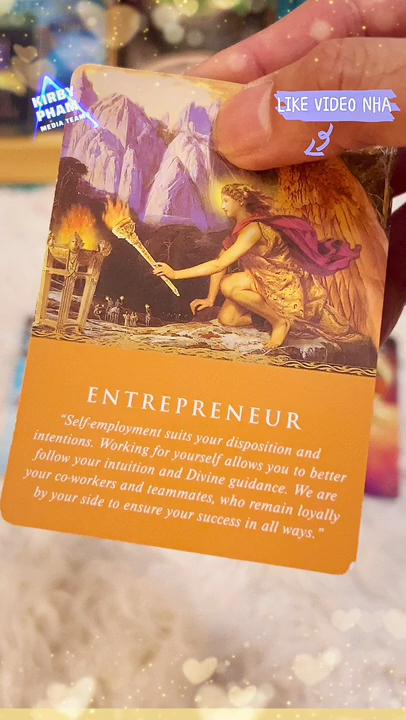 KIRBY
PHAM
MEDIA TEAM
LIKE VIDEO NHA
ENTREPRENEUR
"Self-employment suits your disposition and
intentions. Working for yourself allows you to better
follow your intuition and Divine guidance. We are
your co-workers and teammates, who remain loyally
by your side to ensure your success in all ways."